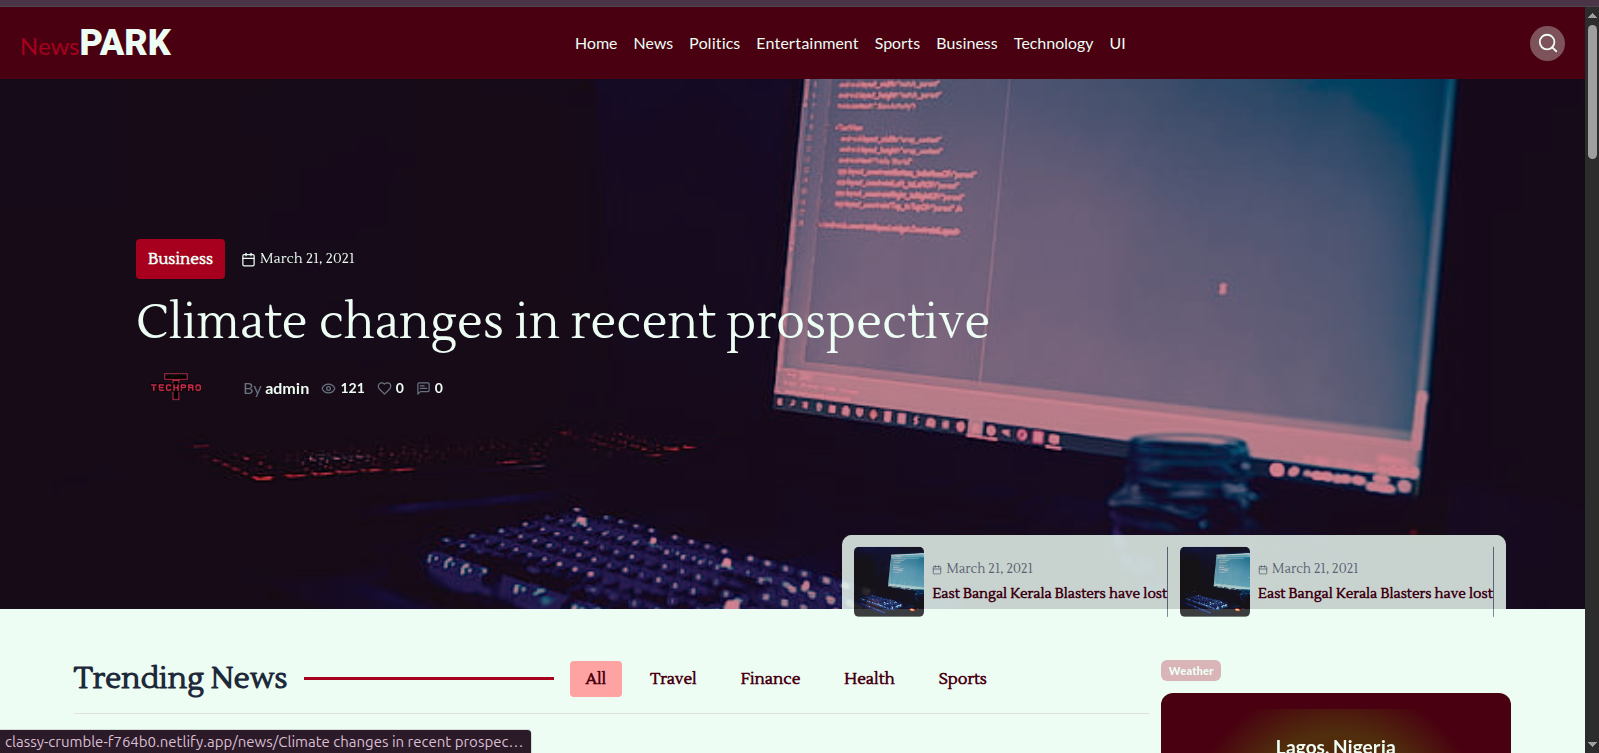 NewsPARK
Home News Politics Entertainment Sports Business Technology UI
Business March 21, 2021
Climate changes in recent prospective
TECHPRO
By admin 121 0 0
March 21, 2021
East Bangal Kerala Blasters have lost
March 21, 2021
East Bangal Kerala Blasters have lost
Trending News All Travel Finance Health Sports
Weather
Lagos, Nigeria
classy-crumble-f764b0.netlify.app/news/Climate changes in recent prospec...